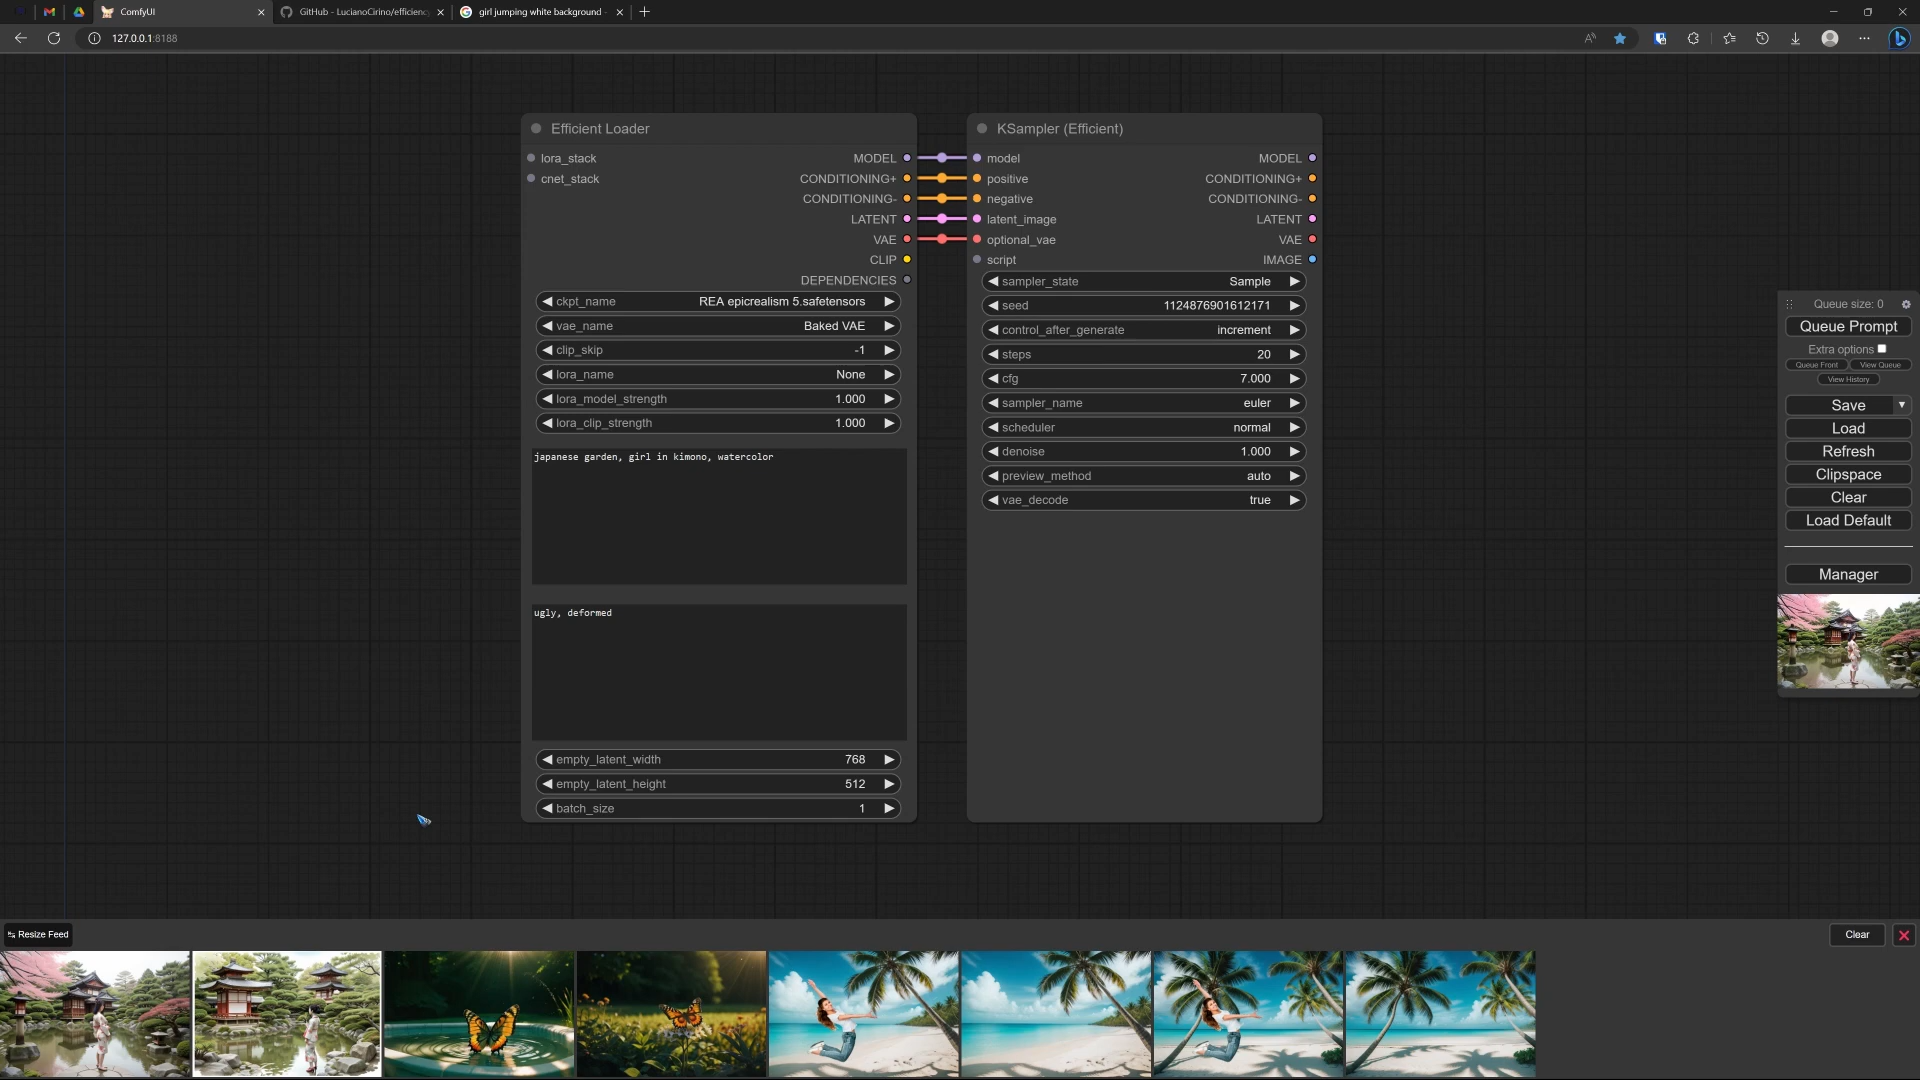 ComfyUI
GitHub - LucianoCirino/efficiency
girl jumping white background -
127.0.0.1:8188
Efficient Loader
lora_stack
MODEL
cnet_stack
CONDITIONING+
CONDITIONING-
LATENT
VAE
CLIP
DEPENDENCIES
ckpt_name REA epicrealism 5.safetensors
vae_name Baked VAE
clip_skip -1
lora_name None
lora_model_strength 1.000
lora_clip_strength 1.000
japanese garden, girl in kimono, watercolor
ugly, deformed
empty_latent_width 768
empty_latent_height 512
batch_size 1
KSampler (Efficient)
model MODEL
positive CONDITIONING+
negative CONDITIONING-
latent_image LATENT
optional_vae VAE
script IMAGE
sampler_state Sample
seed 1124876901612171
control_after_generate increment
steps 20
cfg 7.000
sampler_name euler
scheduler normal
denoise 1.000
preview_method auto
vae_decode true
Queue size: 0
Queue Prompt
Extra options
Queue Front View Queue
View History
Save
Load
Refresh
Clipspace
Clear
Load Default
Manager
Resize Feed
Clear